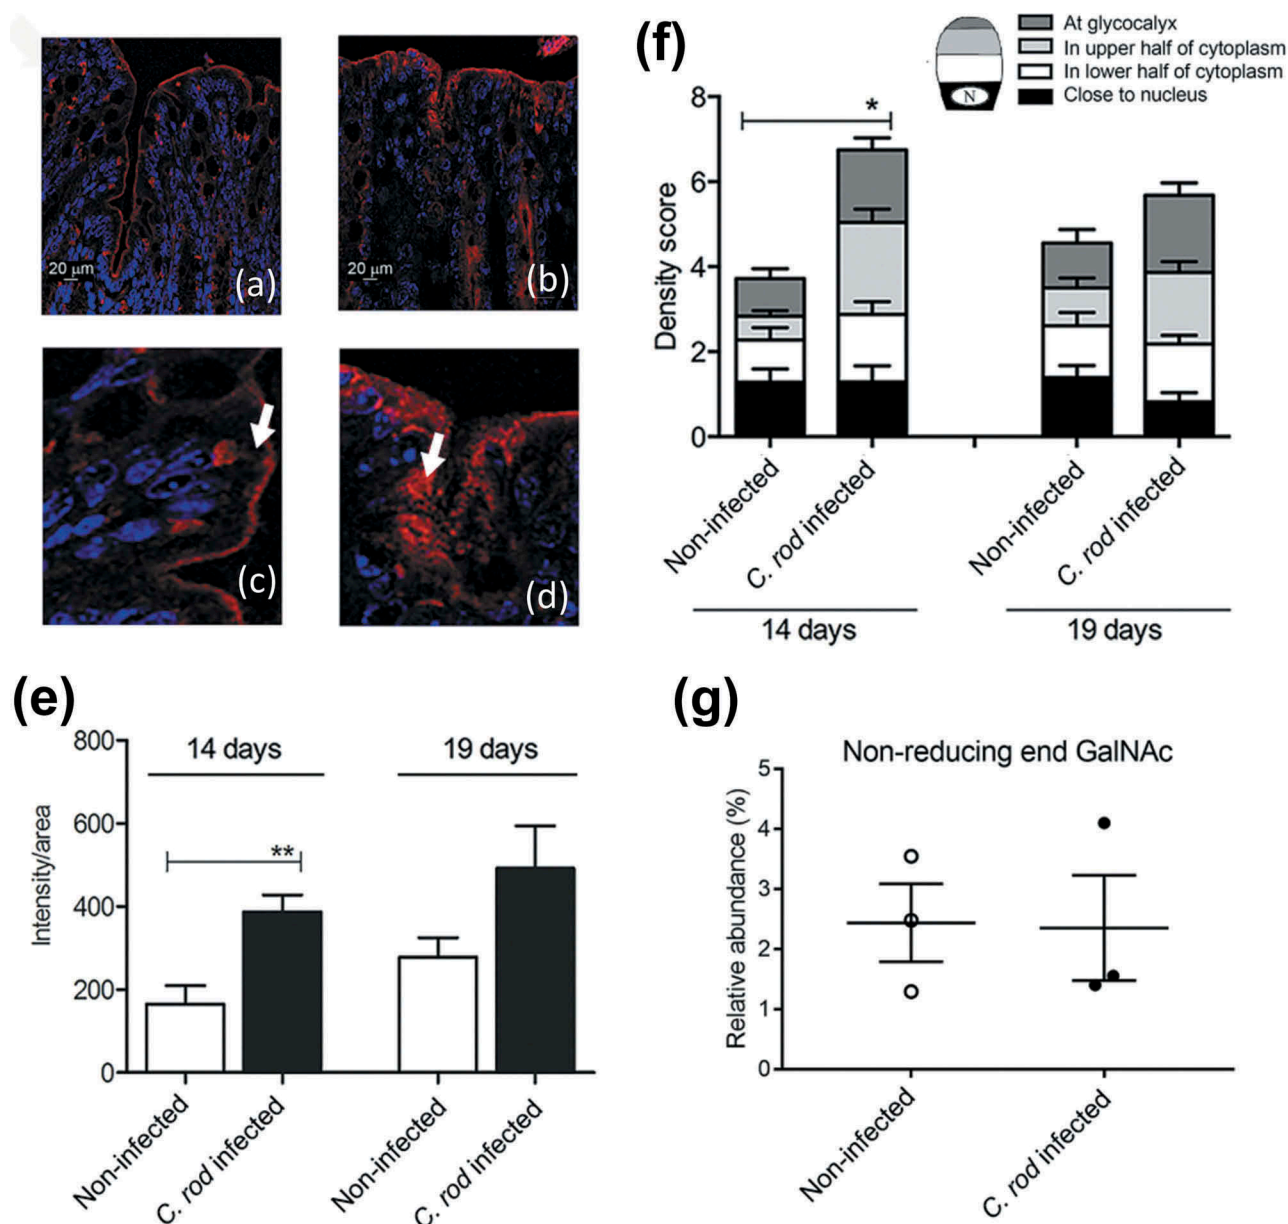 20 μm
(a)
20 μm
(b)
(c)
(d)
(f)
At glycocalyx
In upper half of cytoplasm
In lower half of cytoplasm
Close to nucleus
N
Density score
8
6
4
2
0
*
Non-infected
C. rod infected
Non-infected
C. rod infected
14 days
19 days
(e)
Intensity/area
800
600
400
200
0
14 days
19 days
**
Non-infected
C. rod infected
Non-infected
C. rod infected
(g)
Non-reducing end GalNAc
Relative abundance (%)
5
4
3
2
1
0
Non-infected
C. rod infected